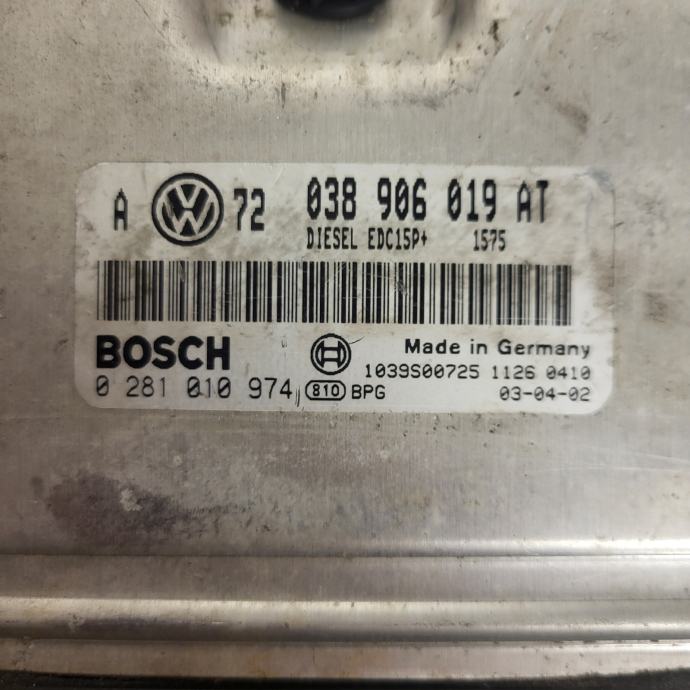 A VW 72 038 906 019 AT
DIESEL EDC15P+ 1575
BOSCH Made in Germany
1039S00725 1126 0410
0 281 010 974 810 BPG 03-04-02